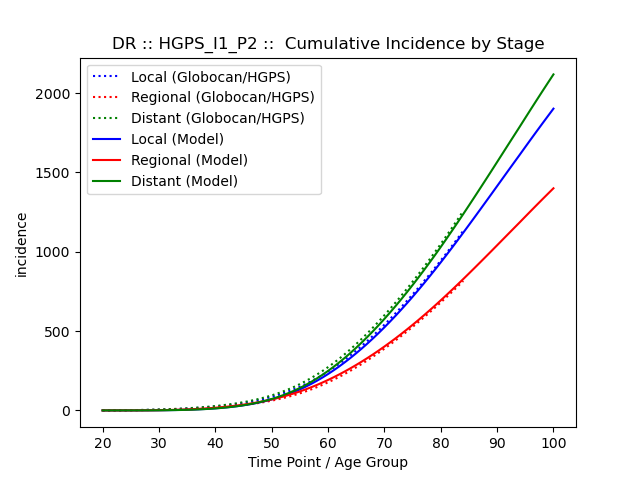 DR :: HGPS_I1_P2 ::  Cumulative Incidence by Stage
Local (Globocan/HGPS)
Regional (Globocan/HGPS)
Distant (Globocan/HGPS)
Local (Model)
Regional (Model)
Distant (Model)
2000
1500
1000
500
0
incidence
20 30 40 50 60 70 80 90 100
Time Point / Age Group